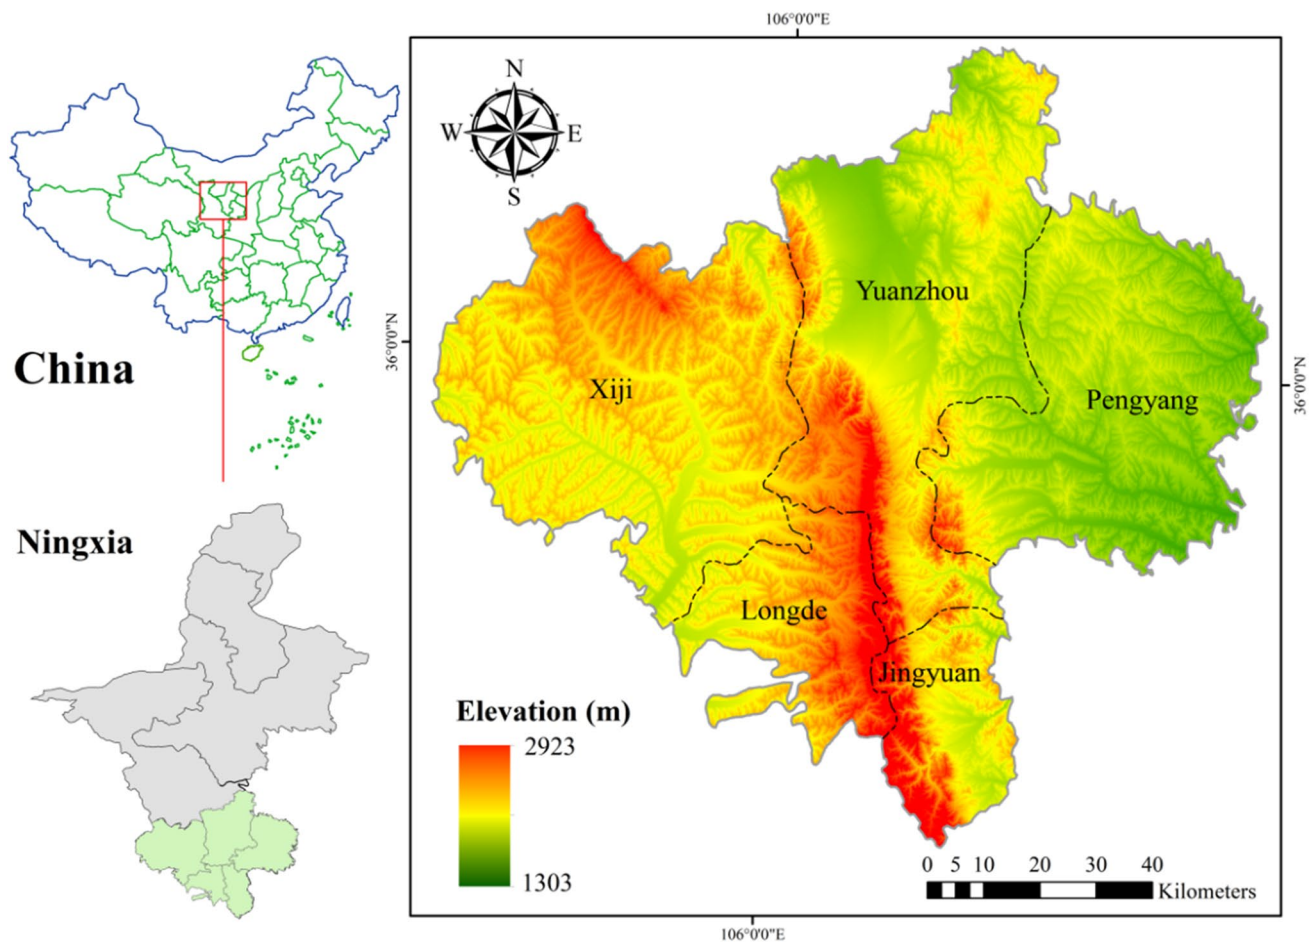 106°0'0"E
N
W E
S
China
36°0'0"N
Yuanzhou
Xiji
Pengyang
36°0'0"N
Ningxia
Longde
Jingyuan
Elevation (m)
2923
1303
0 5 10 20 30 40
Kilometers
106°0'0"E